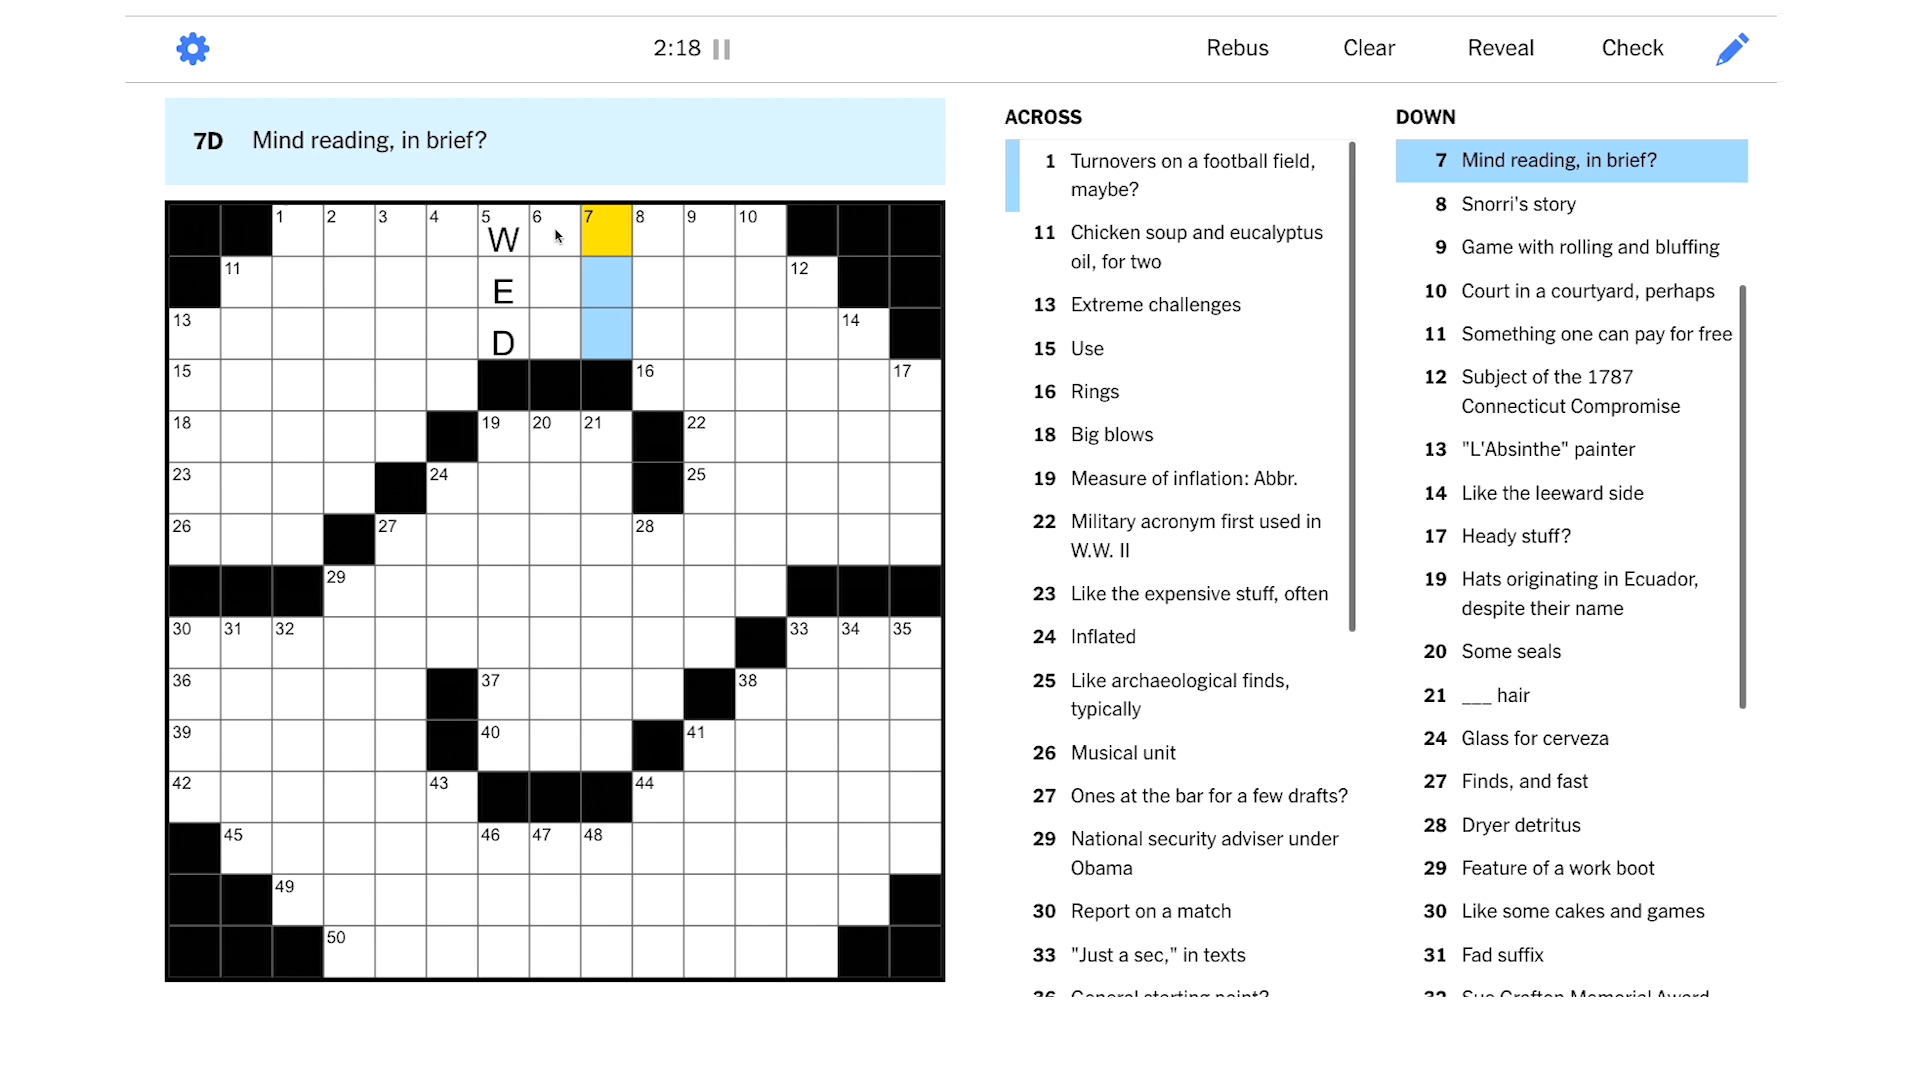 2:18
Rebus
Clear
Reveal
Check
7D Mind reading, in brief?
1 2 3 4 5 6 7 8 9 10
W
11 12
E
13 14
D
15 16 17
18 19 20 21 22
23 24 25
26 27 28
29
30 31 32 33 34 35
36 37 38
39 40 41
42 43 44
45 46 47 48
49
50
ACROSS
1 Turnovers on a football field,
maybe?
11 Chicken soup and eucalyptus
oil, for two
13 Extreme challenges
15 Use
16 Rings
18 Big blows
19 Measure of inflation: Abbr.
22 Military acronym first used in
W.W. II
23 Like the expensive stuff, often
24 Inflated
25 Like archaeological finds,
typically
26 Musical unit
27 Ones at the bar for a few drafts?
29 National security adviser under
Obama
30 Report on a match
33 "Just a sec," in texts
36 General starting point?
DOWN
7 Mind reading, in brief?
8 Snorri's story
9 Game with rolling and bluffing
10 Court in a courtyard, perhaps
11 Something one can pay for free
12 Subject of the 1787
Connecticut Compromise
13 "L'Absinthe" painter
14 Like the leeward side
17 Heady stuff?
19 Hats originating in Ecuador,
despite their name
20 Some seals
21 ___ hair
24 Glass for cerveza
27 Finds, and fast
28 Dryer detritus
29 Feature of a work boot
30 Like some cakes and games
31 Fad suffix
32 Sue Grafton Memorial Award